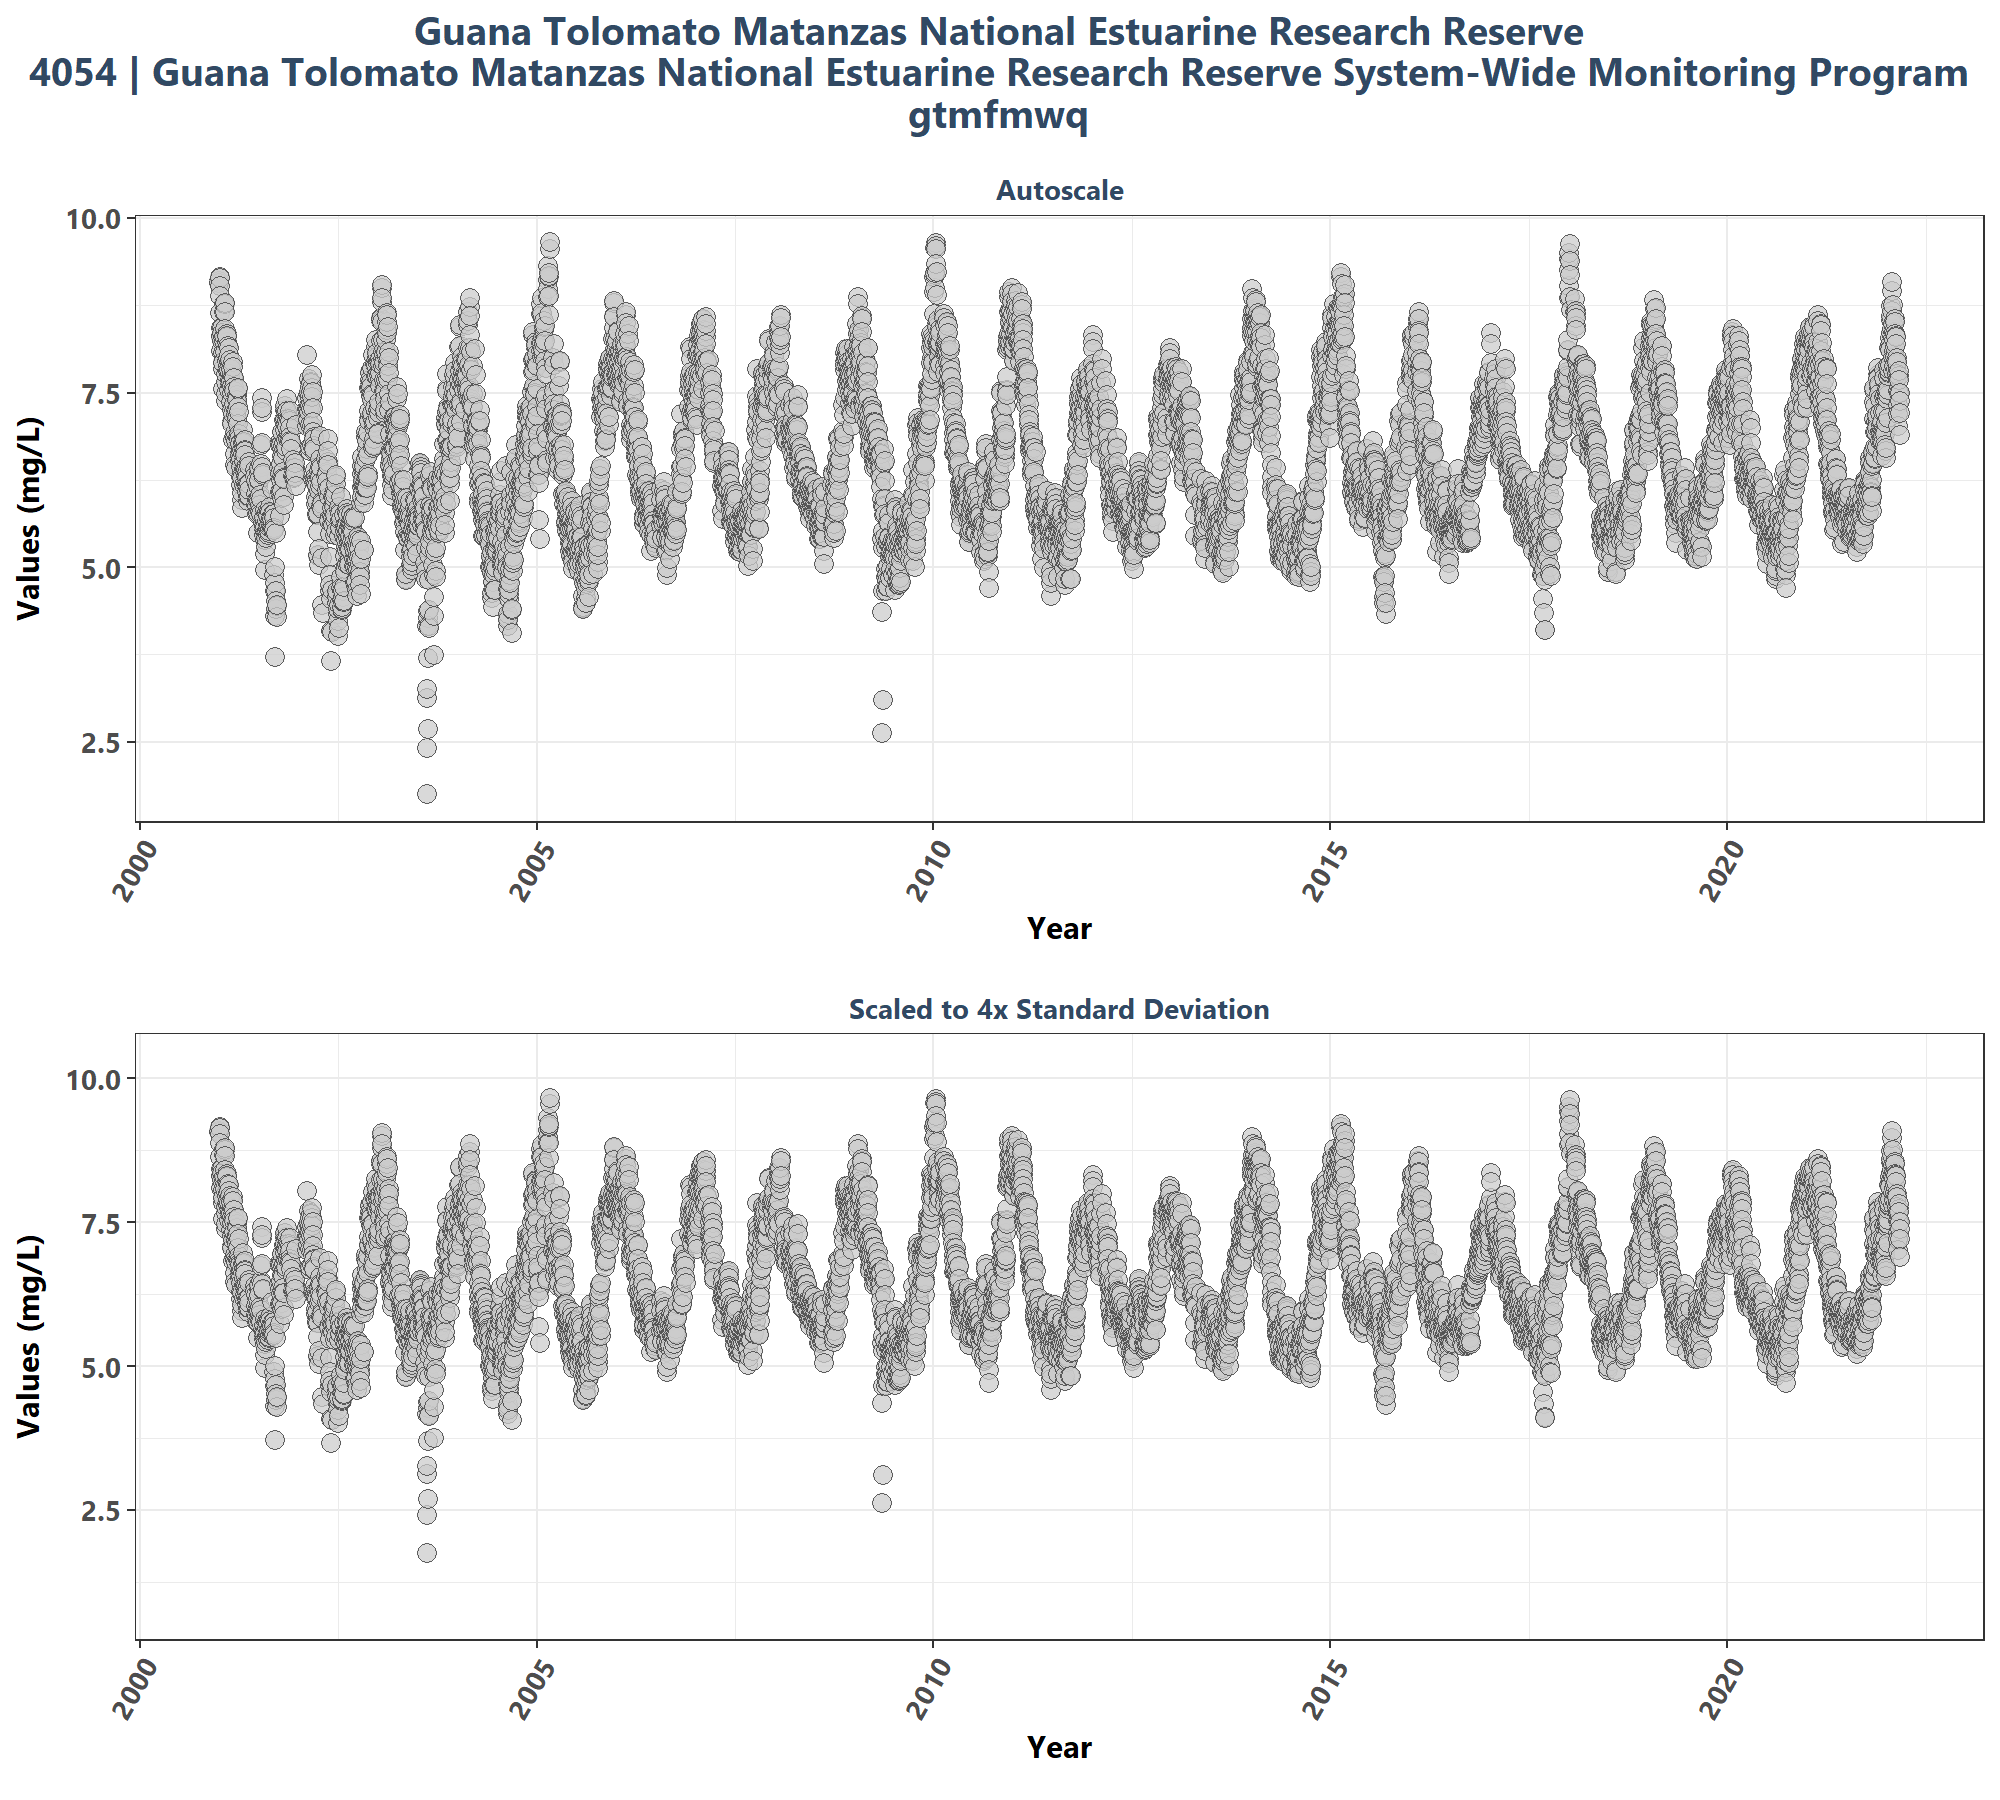 Guana Tolomato Matanzas National Estuarine Research Reserve
4054 | Guana Tolomato Matanzas National Estuarine Research Reserve System-Wide Monitoring Program
gtmfmwq
Autoscale
10.0
7.5
5.0
2.5
Values (mg/L)
2000
2005
2010
2015
2020
Year
Scaled to 4x Standard Deviation
10.0
7.5
5.0
2.5
Values (mg/L)
2000
2005
2010
2015
2020
Year